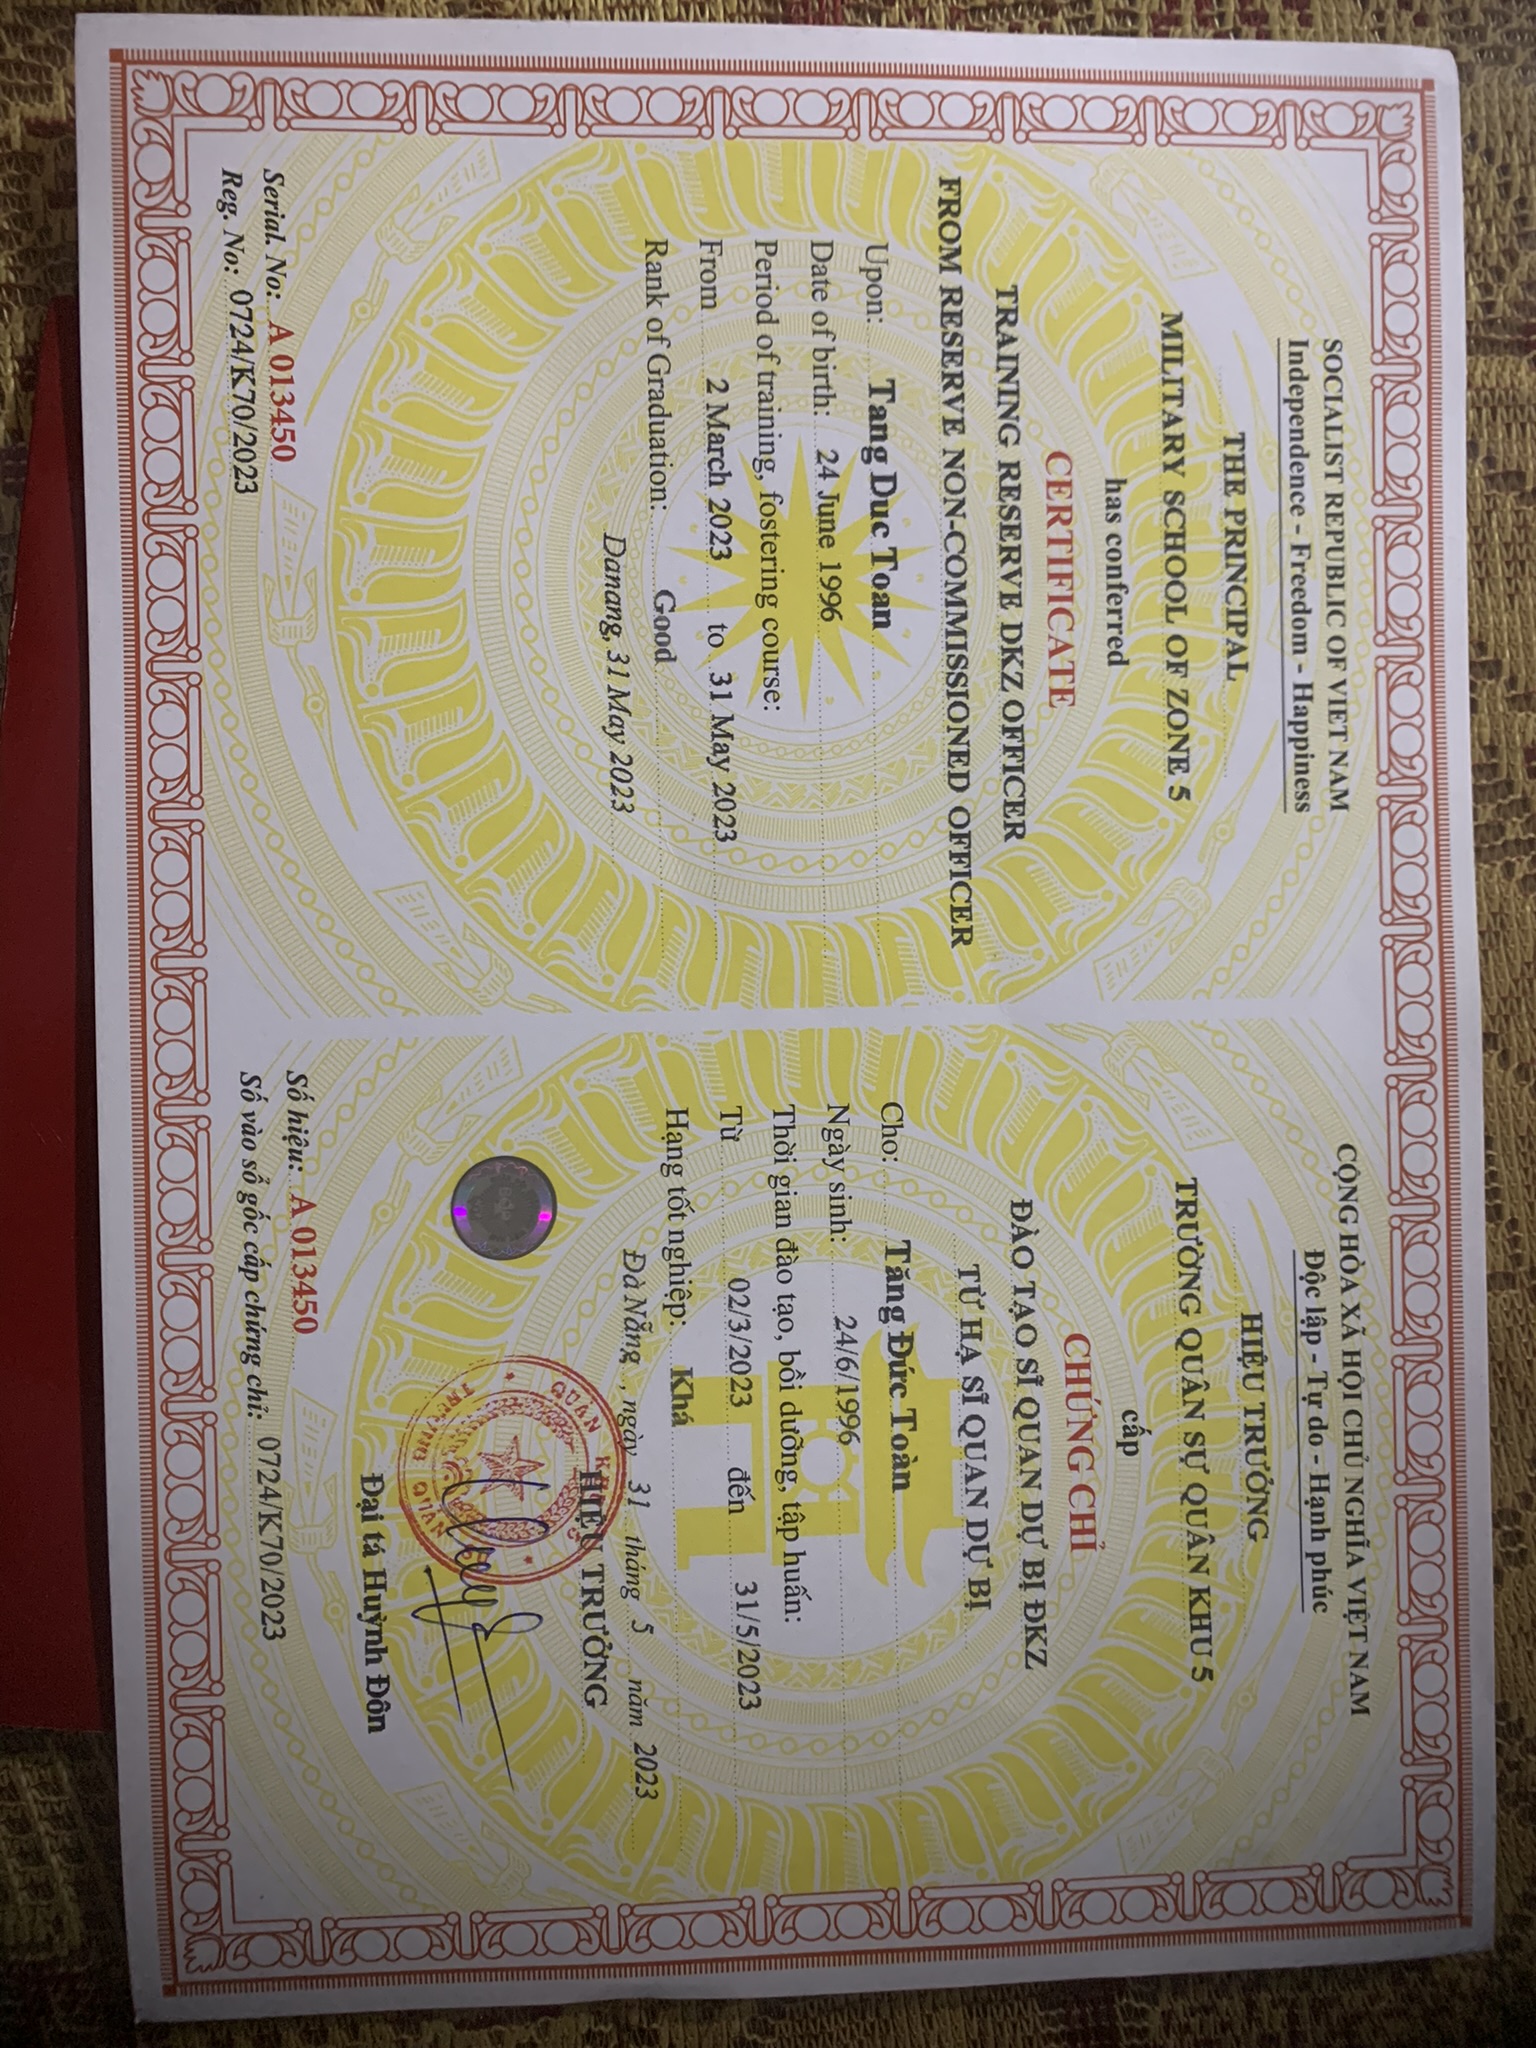 SOCIALIST REPUBLIC OF VIET NAM
Independence - Freedom - Happiness
THE PRINCIPAL
MILITARY SCHOOL OF ZONE 5
has conferred
CERTIFICATE
TRAINING RESERVE DKZ OFFICER
FROM RESERVE NON-COMMISSIONED OFFICER
Upon: Tang Duc Toan
Date of birth: 24 June 1996
Period of training, fostering course:
From 2 March 2023 to 31 May 2023
Rank of Graduation: Good
Danang, 31 May 2023
Serial. No: A 013450
Reg. No: 0724/K70/2023
CỘNG HÒA XÃ HỘI CHỦ NGHĨA VIỆT NAM
Độc lập - Tự do - Hạnh phúc
HIỆU TRƯỞNG
TRƯỜNG QUÂN SỰ QUÂN KHU 5
cấp
CHỨNG CHỈ
ĐÀO TẠO SĨ QUAN DỰ BỊ ĐKZ
TỪ HẠ SĨ QUAN DỰ BỊ
Cho: Tăng Đức Toàn
Ngày sinh: 24/6/1996
Thời gian đào tạo, bồi dưỡng, tập huấn:
Từ 02/3/2023 đến 31/5/2023
Hạng tốt nghiệp: Khá
Đà Nẵng, ngày 31 tháng 5 năm 2023
HIỆU TRƯỞNG
Đại tá Huỳnh Đôn
Số hiệu: A 013450
Số vào sổ gốc cấp chứng chỉ: 0724/K70/2023